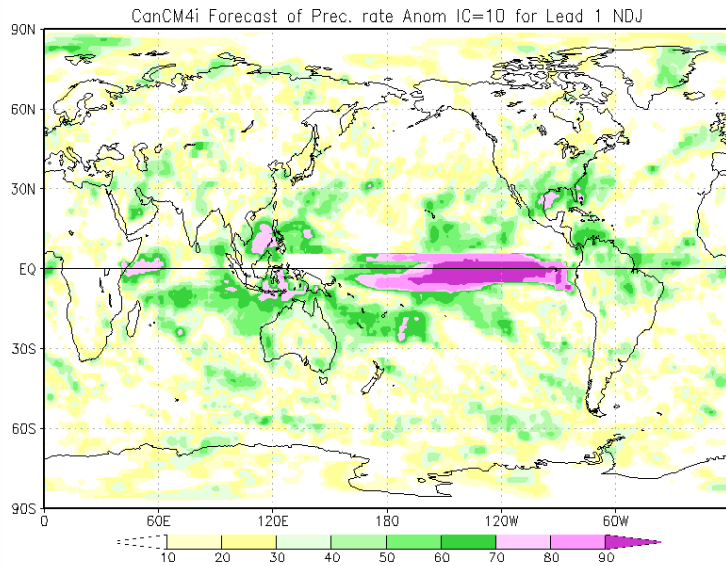 CanCM4i Forecast of Prec. rate Anom IC=10 for Lead 1 NDJ
90N
60N
30N
EQ
30S
60S
90S
0 60E 120E 180 120W 60W
10 20 30 40 50 60 70 80 90